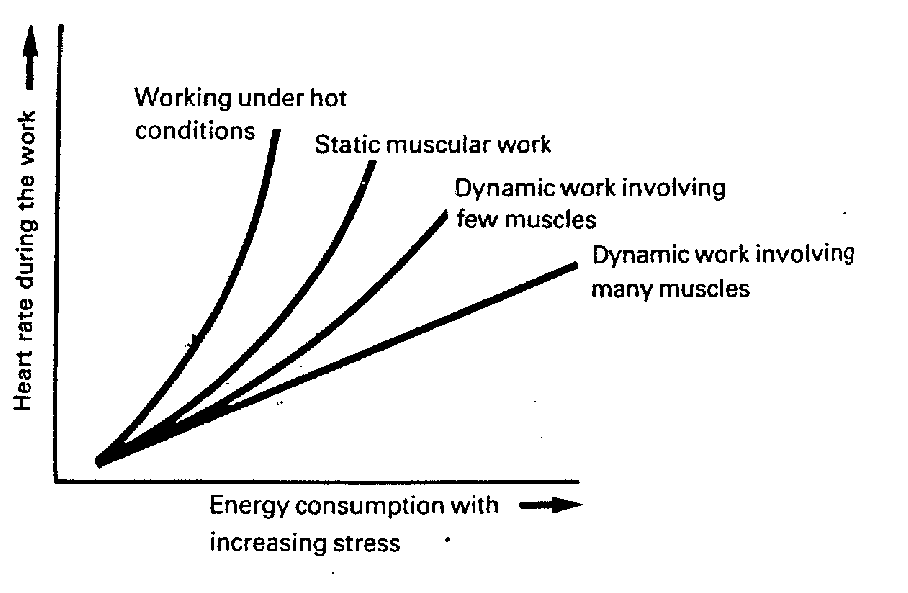 Heart rate during the work
Working under hot
conditions
Static muscular work
Dynamic work involving
few muscles
Dynamic work involving
many muscles
Energy consumption with
increasing stress